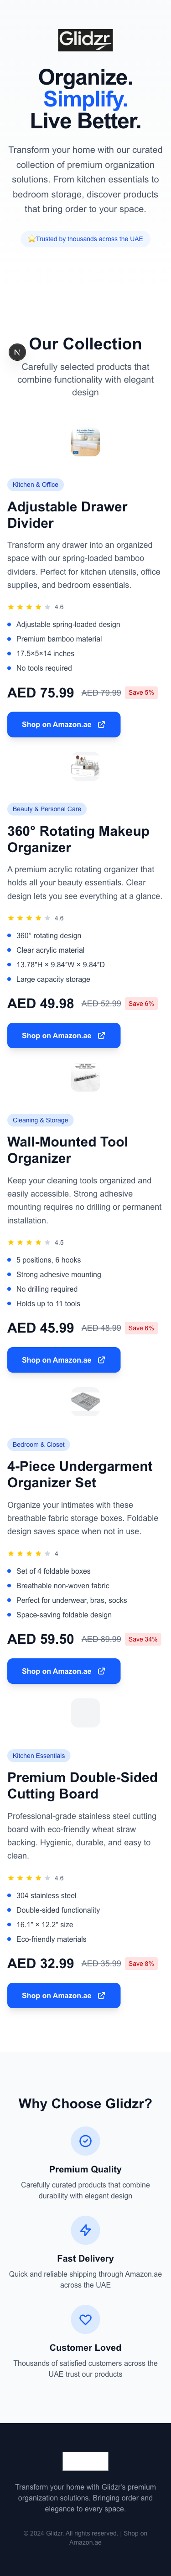 Glidzr
Organize.
Simplify.
Live Better.
Transform your home with our curated
collection of premium organization
solutions. From kitchen essentials to
bedroom storage, discover products
that bring order to your space.
⭐Trusted by thousands across the UAE
N
Our Collection
Carefully selected products that
combine functionality with elegant
design
Kitchen & Office
Adjustable Drawer
Divider
Transform any drawer into an organized
space with our spring-loaded bamboo
dividers. Perfect for kitchen utensils, office
supplies, and bedroom essentials.
4.6
Adjustable spring-loaded design
Premium bamboo material
17.5×5×14 inches
No tools required
AED 75.99 AED 79.99 Save 5%
Shop on Amazon.ae
Beauty & Personal Care
360° Rotating Makeup
Organizer
A premium acrylic rotating organizer that
holds all your beauty essentials. Clear
design lets you see everything at a glance.
4.6
360° rotating design
Clear acrylic material
13.78"H × 9.84"W × 9.84"D
Large capacity storage
AED 49.98 AED 52.99 Save 6%
Shop on Amazon.ae
Cleaning & Storage
Wall-Mounted Tool
Organizer
Keep your cleaning tools organized and
easily accessible. Strong adhesive
mounting requires no drilling or permanent
installation.
4.5
5 positions, 6 hooks
Strong adhesive mounting
No drilling required
Holds up to 11 tools
AED 45.99 AED 48.99 Save 6%
Shop on Amazon.ae
Bedroom & Closet
4-Piece Undergarment
Organizer Set
Organize your intimates with these
breathable fabric storage boxes. Foldable
design saves space when not in use.
4
Set of 4 foldable boxes
Breathable non-woven fabric
Perfect for underwear, bras, socks
Space-saving foldable design
AED 59.50 AED 89.99 Save 34%
Shop on Amazon.ae
Kitchen Essentials
Premium Double-Sided
Cutting Board
Professional-grade stainless steel cutting
board with eco-friendly wheat straw
backing. Hygienic, durable, and easy to
clean.
4.6
304 stainless steel
Double-sided functionality
16.1" × 12.2" size
Eco-friendly materials
AED 32.99 AED 35.99 Save 8%
Shop on Amazon.ae
Why Choose Glidzr?
Premium Quality
Carefully curated products that combine
durability with elegant design
Fast Delivery
Quick and reliable shipping through Amazon.ae
across the UAE
Customer Loved
Thousands of satisfied customers across the
UAE trust our products
Transform your home with Glidzr's premium
organization solutions. Bringing order and
elegance to every space.
© 2024 Glidzr. All rights reserved. | Shop on
Amazon.ae